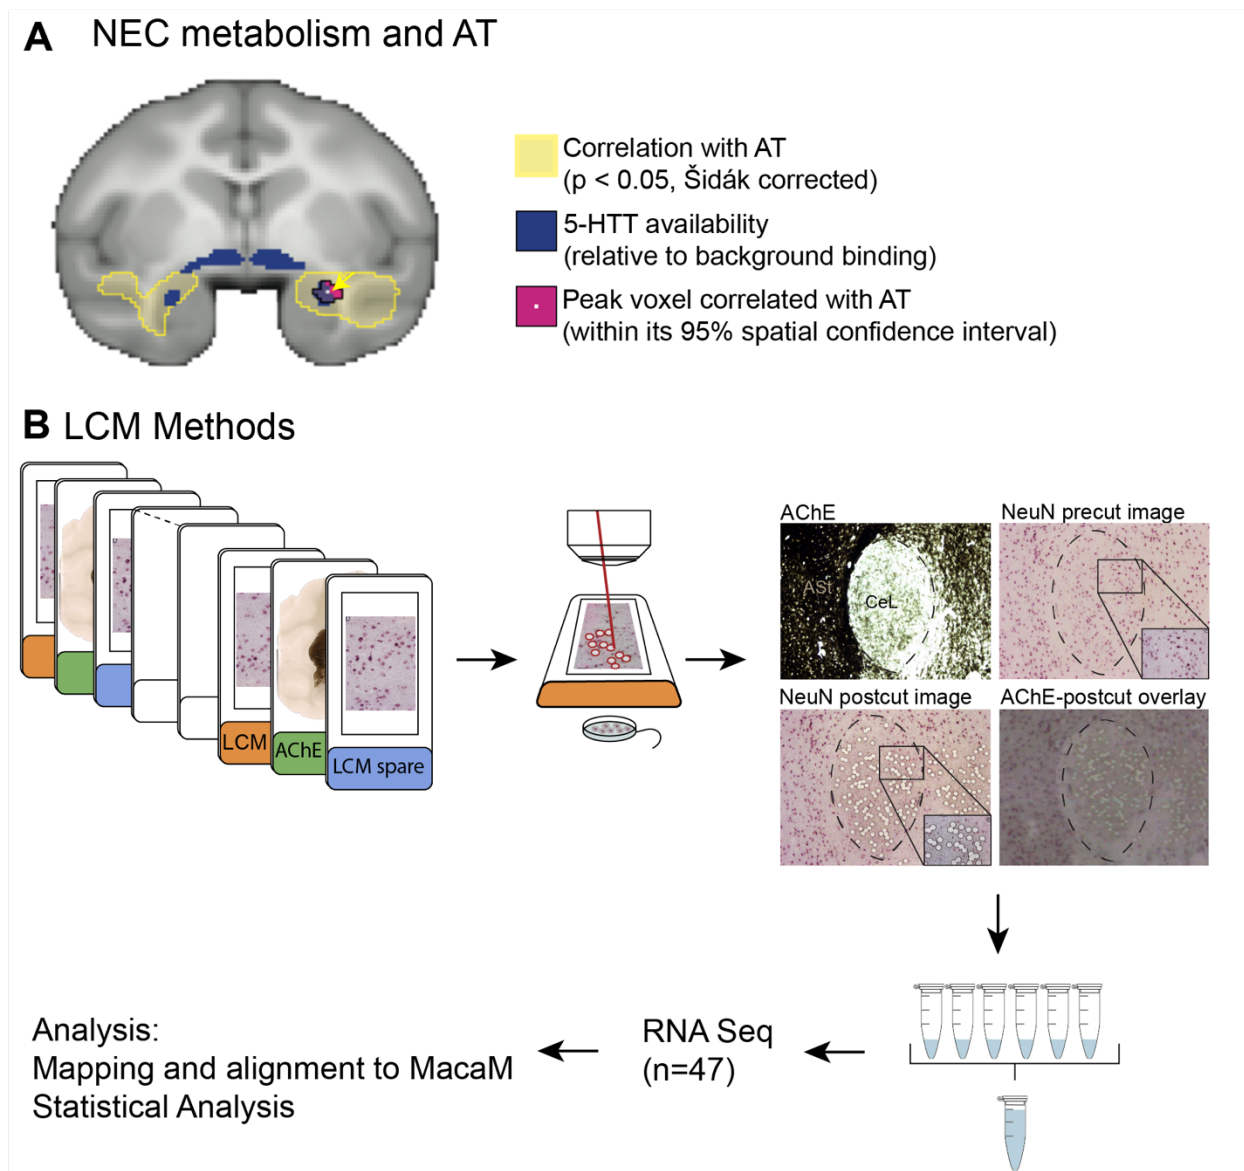 A NEC metabolism and AT
Correlation with AT
(p < 0.05, Šidák corrected)
5-HTT availability
(relative to background binding)
Peak voxel correlated with AT
(within its 95% spatial confidence interval)
B LCM Methods
LCM
AChE
LCM spare
AChE
ASt
CeL
NeuN precut image
NeuN postcut image
AChE-postcut overlay
RNA Seq
(n=47)
Analysis:
Mapping and alignment to MacaM
Statistical Analysis